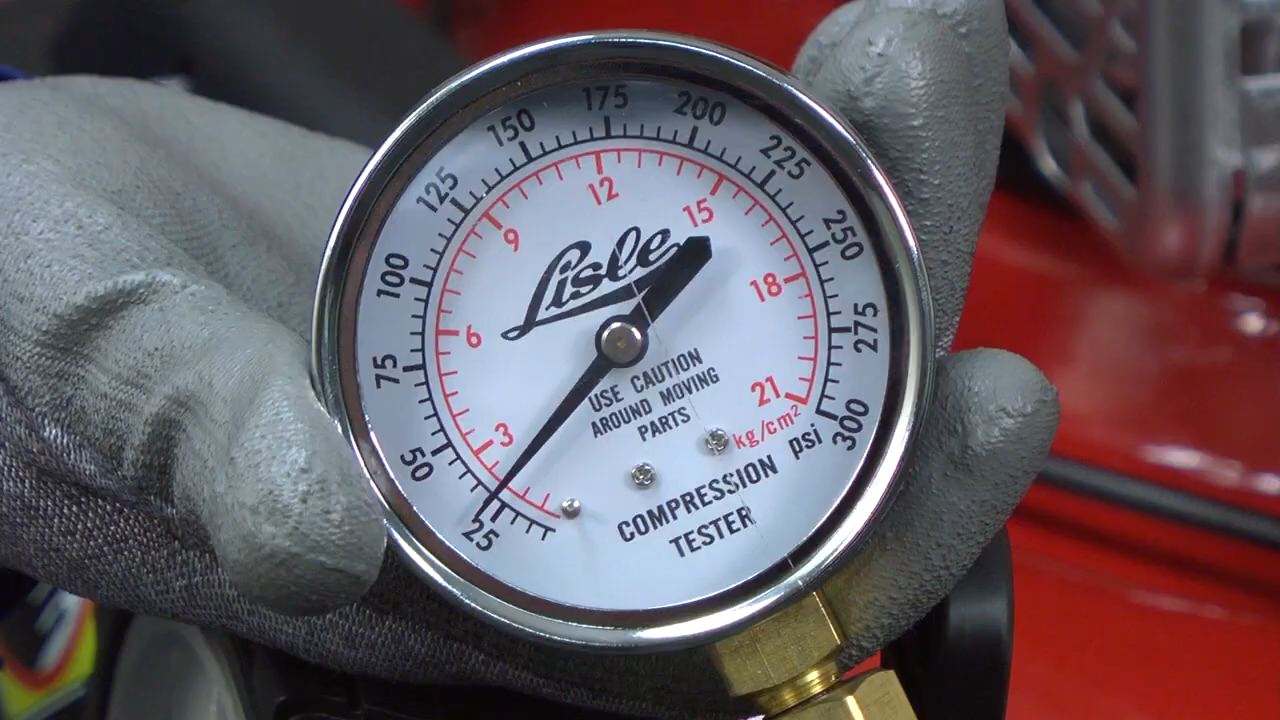 25
50
75
100
125
150
175
200
225
250
275
300
3
6
9
12
15
18
21
Lisle
USE CAUTION
AROUND MOVING
PARTS
kg/cm²
psi
COMPRESSION
TESTER